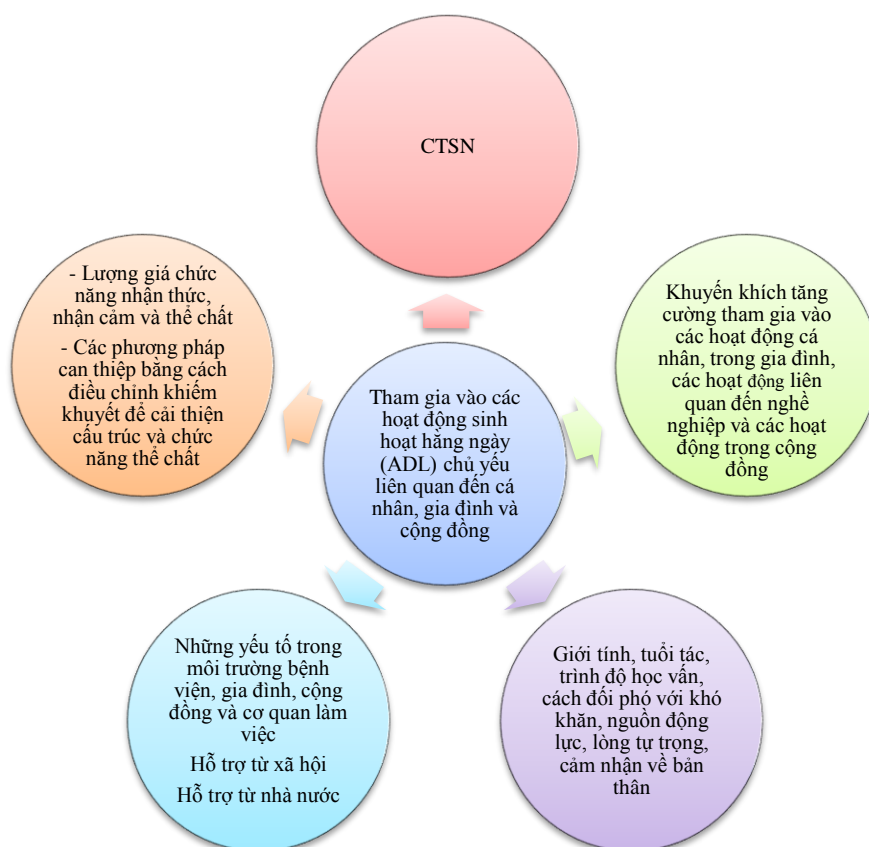 CTSN
- Lượng giá chức
năng nhận thức,
nhận cảm và thể chất
- Các phương pháp
can thiệp bằng cách
điều chỉnh khiếm
khuyết để cải thiện
cấu trúc và chức
năng thể chất
Khuyến khích tăng
cường tham gia vào
các hoạt động cá
nhân, trong gia đình,
các hoạt động liên
quan đến nghề
nghiệp và các hoạt
động trong cộng
đồng
Tham gia vào các
hoạt động sinh
hoạt hằng ngày
(ADL) chủ yếu
liên quan đến cá
nhân, gia đình và
cộng đồng
Những yếu tố trong
môi trường bệnh
viện, gia đình, cộng
đồng và cơ quan làm
việc
Hỗ trợ từ xã hội
Hỗ trợ từ nhà nước
Giới tính, tuổi tác,
trình độ học vấn,
cách đối phó với khó
khăn, nguồn động
lực, lòng tự trọng,
cảm nhận về bản
thân